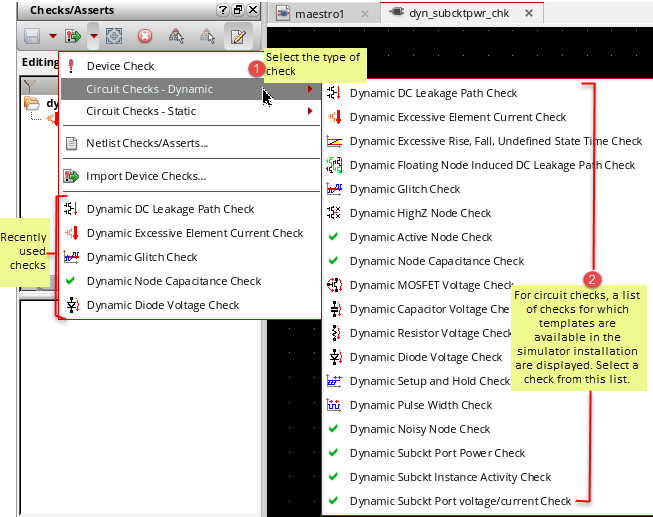 Checks/Asserts
maestro1
dyn_subcktpwr_chk
Editing
dy
Device Check
Circuit Checks - Dynamic
Circuit Checks - Static
Netlist Checks/Asserts...
Import Device Checks...
Dynamic DC Leakage Path Check
Dynamic Excessive Element Current Check
Dynamic Glitch Check
Dynamic Node Capacitance Check
Dynamic Diode Voltage Check
Recently
used
checks
1
Select the type of
check
Dynamic DC Leakage Path Check
Dynamic Excessive Element Current Check
Dynamic Excessive Rise, Fall, Undefined State Time Check
Dynamic Floating Node Induced DC Leakage Path Check
Dynamic Glitch Check
Dynamic HighZ Node Check
Dynamic Active Node Check
Dynamic Node Capacitance Check
Dynamic MOSFET Voltage Check
Dynamic Capacitor Voltage Che
Dynamic Resistor Voltage Check
Dynamic Diode Voltage Check
Dynamic Setup and Hold Check
Dynamic Pulse Width Check
Dynamic Noisy Node Check
Dynamic Subckt Port Power Check
Dynamic Subckt Instance Activity Check
Dynamic Subckt Port voltage/current Check
2
For circuit checks, a list
of checks for which
templates are
available in the
simulator installation
are displayed. Select a
check from this list.